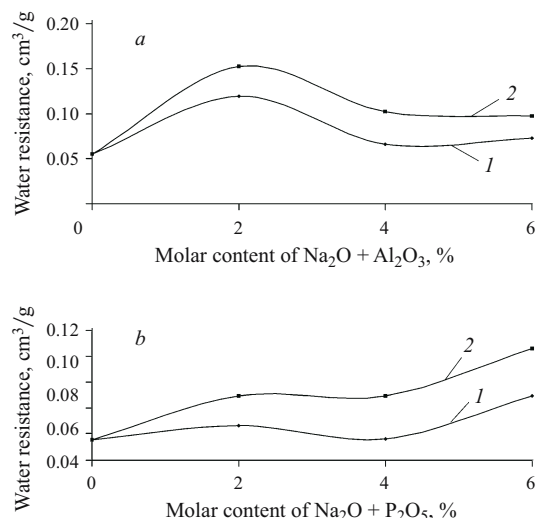 a
Water resistance, cm³/g
0.20
0.15
0.10
0.05
2
1
0 2 4 6
Molar content of Na₂O + Al₂O₃, %
b
Water resistance, cm³/g
0.12
0.08
0.06
0.04
2
1
0 2 4 6
Molar content of Na₂O + P₂O₅, %